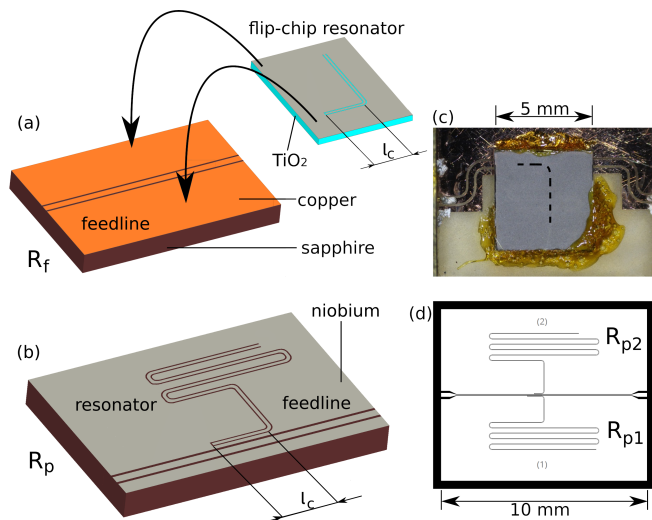 flip-chip resonator
(a)
TiO₂
l_c
copper
feedline
sapphire
R_f
(c)
5 mm
(b)
niobium
resonator
feedline
R_p
l_c
(d)
(2)
R_p2
R_p1
(1)
10 mm